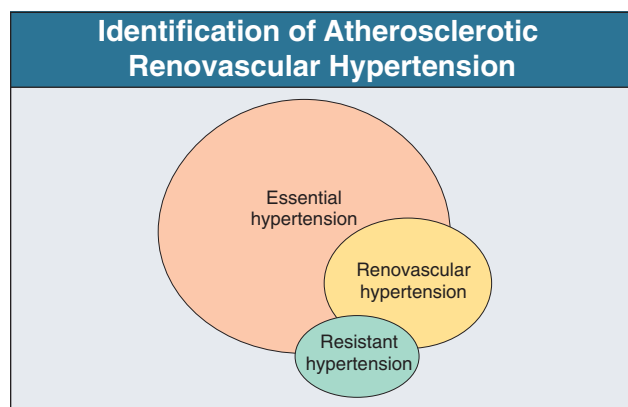 Identification of Atherosclerotic
Renovascular Hypertension
Essential
hypertension
Renovascular
hypertension
Resistant
hypertension